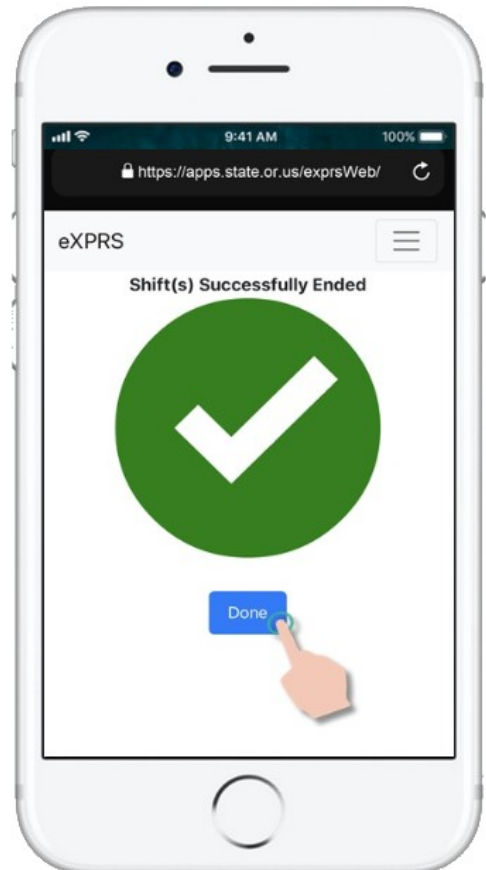 9:41 AM 100%
https://apps.state.or.us/exprsWeb/
eXPRS
Shift(s) Successfully Ended
Done